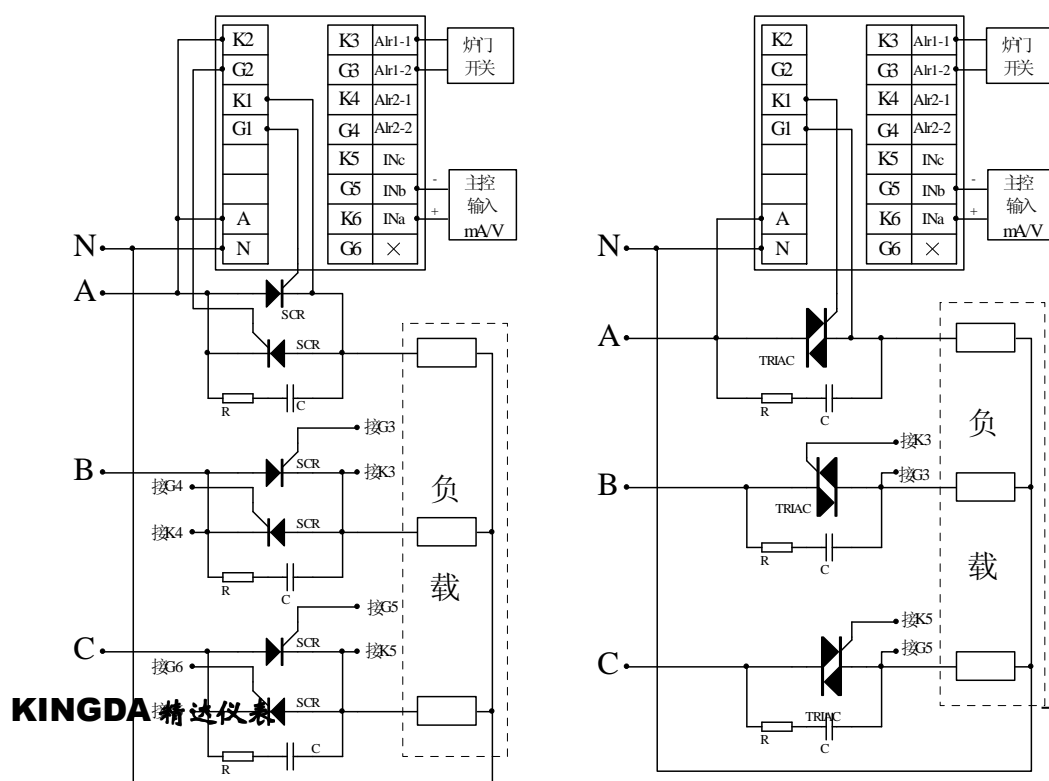 K2
G2
K1
G1
A
N
K3 Alr1-1
G3 Alr1-2
K4 Alr2-1
G4 Alr2-2
K5 INc
G5 INb
K6 INa
G6 ×
炉门
开关
-
+
主控
输入
mA/V
N
A
SCR
SCR
R
C
接G3
B
SCR
接K3
接G4
SCR
接K4
R
C
接G5
C
SCR
接K5
接G6
SCR
R
C
负
载
KINGDA 精达仪表
K2
G2
K1
G1
A
N
K3 Alr1-1
G3 Alr1-2
K4 Alr2-1
G4 Alr2-2
K5 INc
G5 INb
K6 INa
G6 ×
炉门
开关
-
+
主控
输入
mA/V
N
A
TRIAC
R
C
接K3
B
接G3
TRIAC
R
C
接K5
接G5
C
TRIAC
R
C
负
载